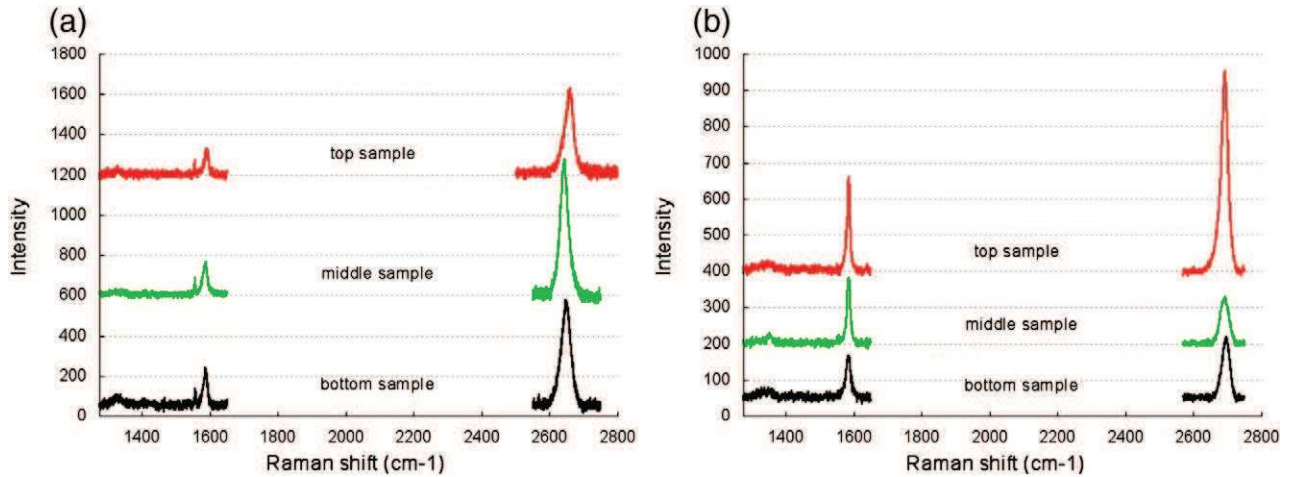 (a)
1800
1600
1400
1200
1000
800
600
400
200
0
Intensity
top sample
middle sample
bottom sample
1400 1600 1800 2000 2200 2400 2600 2800
Raman shift (cm-1)
(b)
1000
900
800
700
600
500
400
300
200
100
0
Intensity
top sample
middle sample
bottom sample
1400 1600 1800 2000 2200 2400 2600 2800
Raman shift (cm-1)